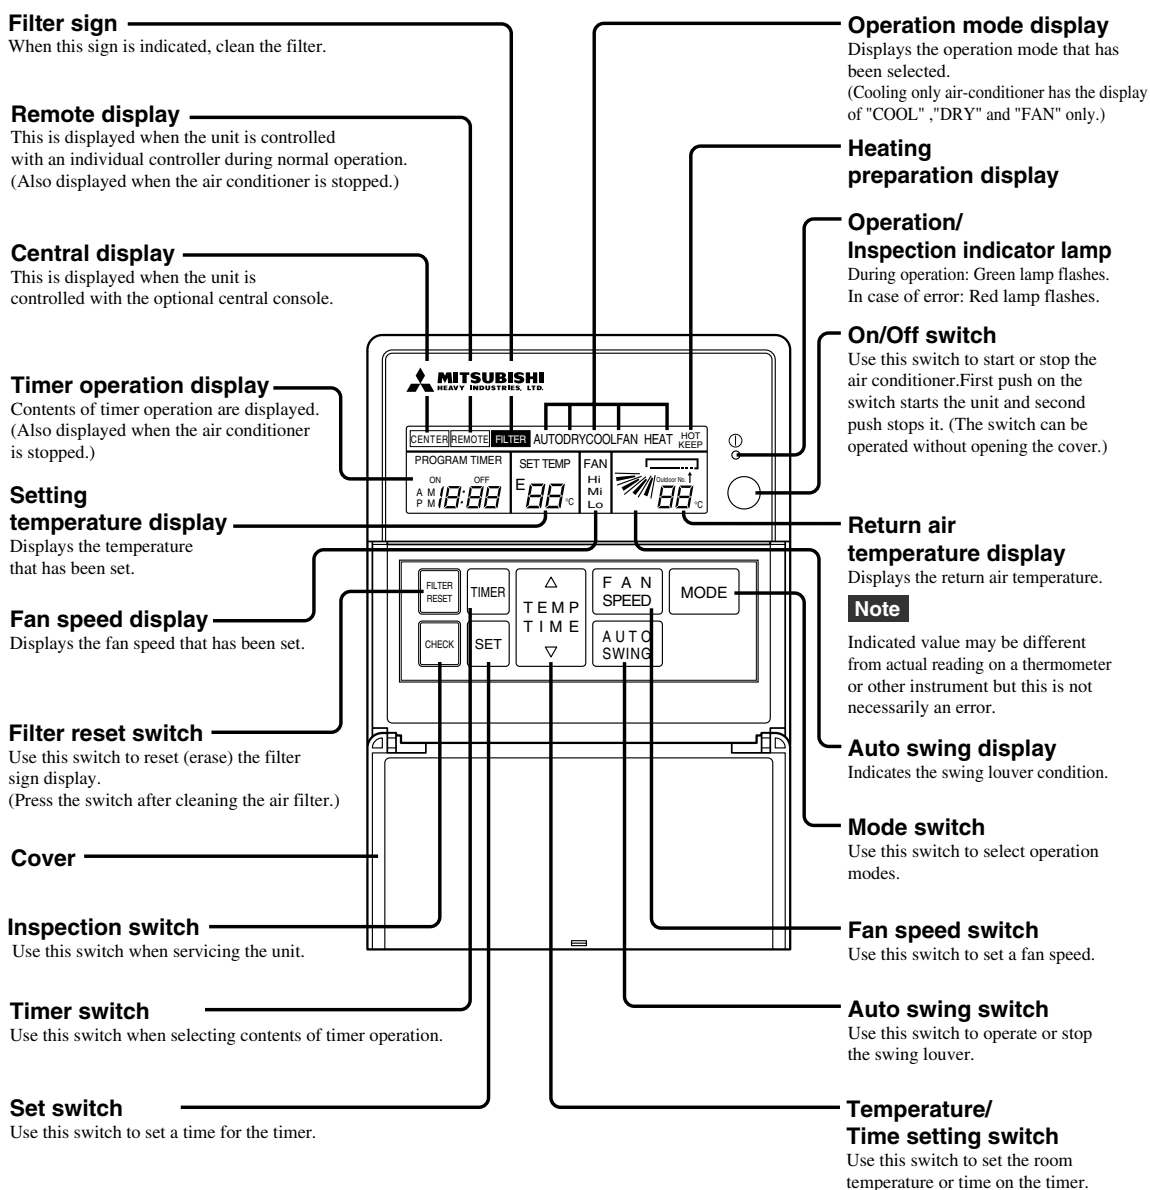 Filter sign
When this sign is indicated, clean the filter.
Remote display
This is displayed when the unit is controlled
with an individual controller during normal operation.
(Also displayed when the air conditioner is stopped.)
Central display
This is displayed when the unit is
controlled with the optional central console.
Timer operation display
Contents of timer operation are displayed.
(Also displayed when the air conditioner
is stopped.)
Setting
temperature display
Displays the temperature
that has been set.
Fan speed display
Displays the fan speed that has been set.
Filter reset switch
Use this switch to reset (erase) the filter
sign display.
(Press the switch after cleaning the air filter.)
Cover
Inspection switch
Use this switch when servicing the unit.
Timer switch
Use this switch when selecting contents of timer operation.
Set switch
Use this switch to set a time for the timer.
MITSUBISHI
HEAVY INDUSTRIES, LTD.
CENTER REMOTE FILTER AUTO DRY COOL FAN HEAT HOT
KEEP
PROGRAM TIMER
ON OFF
A M
P M
18:88
SET TEMP
E88°C
FAN
Hi
Mi
Lo
Outdoor No.
88°C
FILTER
RESET
TIMER
TEMP
TIME
FAN
SPEED
MODE
CHECK
SET
AUTO
SWING
Operation mode display
Displays the operation mode that has
been selected.
(Cooling only air-conditioner has the display
of "COOL" ,"DRY" and "FAN" only.)
Heating
preparation display
Operation/
Inspection indicator lamp
During operation: Green lamp flashes.
In case of error: Red lamp flashes.
On/Off switch
Use this switch to start or stop the
air conditioner.First push on the
switch starts the unit and second
push stops it. (The switch can be
operated without opening the cover.)
Return air
temperature display
Displays the return air temperature.
Note
Indicated value may be different
from actual reading on a thermometer
or other instrument but this is not
necessarily an error.
Auto swing display
Indicates the swing louver condition.
Mode switch
Use this switch to select operation
modes.
Fan speed switch
Use this switch to set a fan speed.
Auto swing switch
Use this switch to operate or stop
the swing louver.
Temperature/
Time setting switch
Use this switch to set the room
temperature or time on the timer.